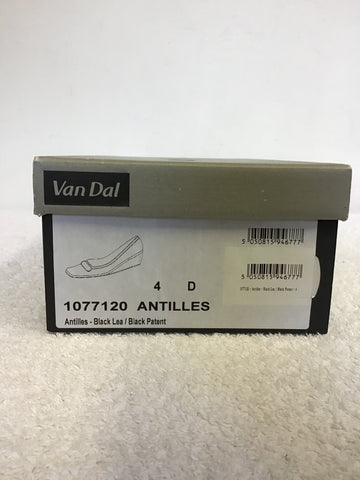 Van Dal
5 050815 946777
5 050815 946777
4 D
1077120 ANTILLES
Antilles - Black Lea / Black Patent